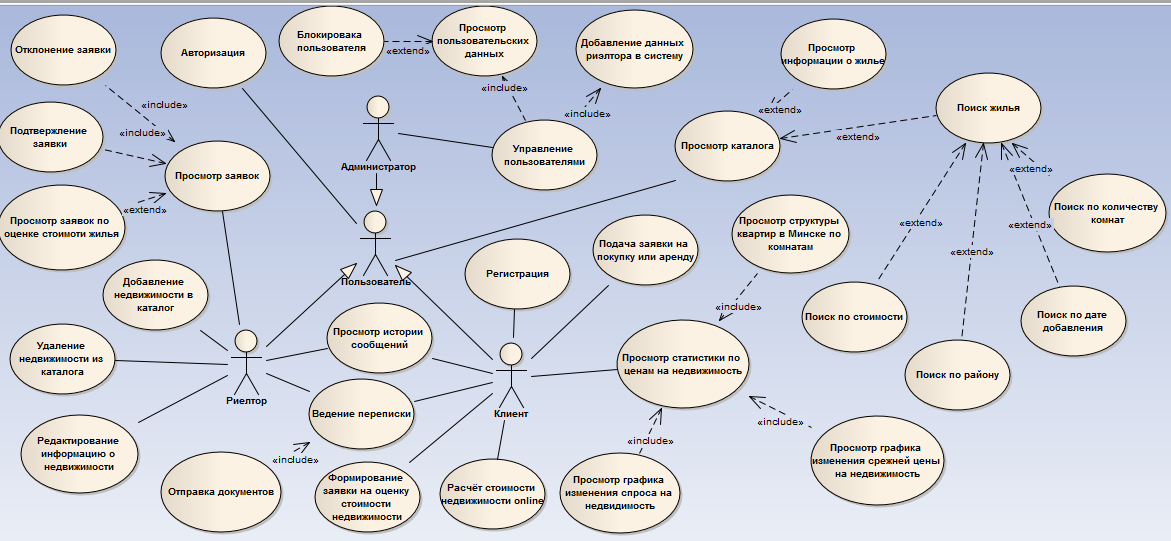 Отклонение заявки
Авторизация
Блокировака
пользователя
«extend»
Просмотр
пользовательских
данных
Добавление данных
риэлтора в систему
Просмотр
информации о жилье
Поиск жилья
«include»
«include»
«include»
«include»
«extend»
«extend»
Подтвержление
заявки
Просмотр заявок
Администратор
Управление
пользователями
Просмотр каталога
Просмотр заявок по
оценке стоимоти жилья
«extend»
«extend»
Поиск по количеству
комнат
Просмотр структуры
квартир в Минске по
комнатам
«extend»
«extend»
«extend»
Пользователь
Регистрация
Подача заявки на
покупку или аренду
Добавление
недвижимости в
каталог
Просмотр истории
сообщений
«include»
Поиск по стоимости
Поиск по дате
добавления
Удаление
недвижимости из
каталога
Просмотр статистики по
ценам на недвижимость
Поиск по району
Риелтор
Ведение переписки
Клиент
Редактирование
информацию о
недвижимости
«include»
«include»
«include»
Отправка документов
Формирование
заявки на оценку
стоимости
недвижимости
Расчёт стоимости
недвижимости online
Просмотр графика
изменения спроса на
недвидимость
Просмотр графика
изменения срежней цены
на недвижимость